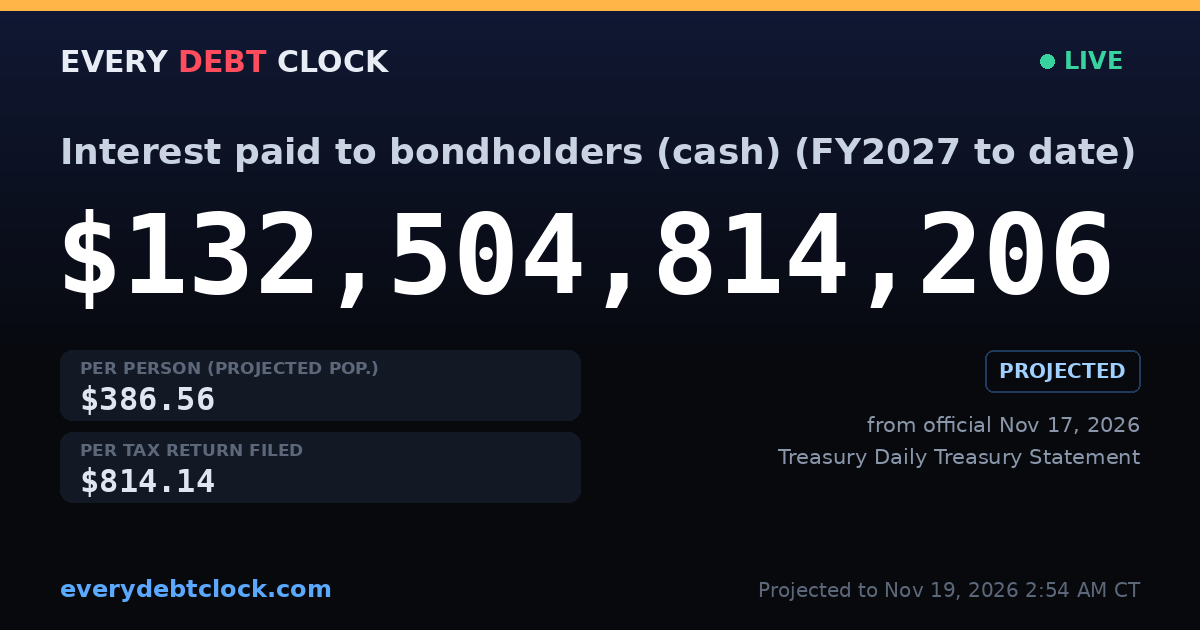 EVERY DEBT CLOCK
LIVE
Interest paid to bondholders (cash) (FY2027 to date)
$132,504,814,206
PER PERSON (PROJECTED POP.)
$386.56
PER TAX RETURN FILED
$814.14
PROJECTED
from official Nov 17, 2026
Treasury Daily Treasury Statement
everydebtclock.com
Projected to Nov 19, 2026 2:54 AM CT